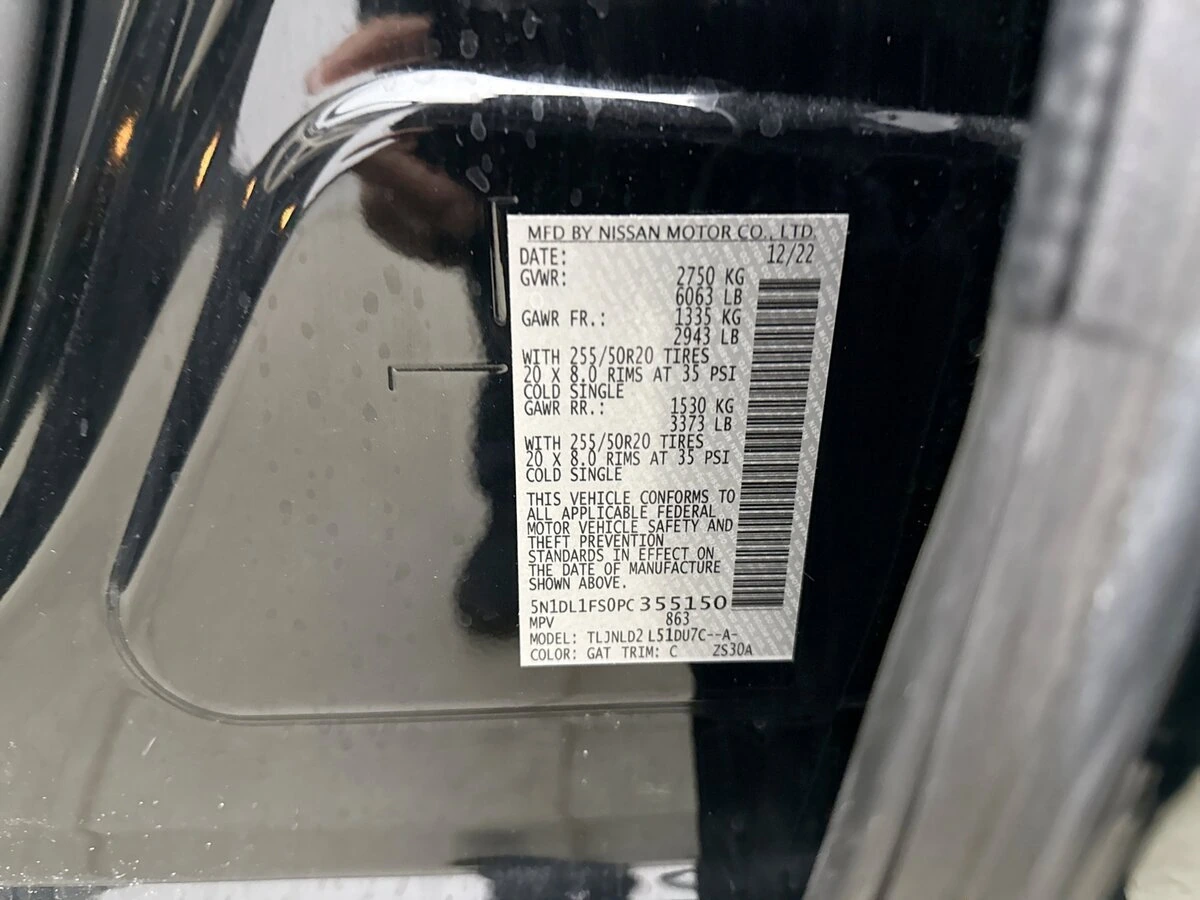 MFD BY NISSAN MOTOR CO., LTD.
DATE: 12/22
GVWR: 2750 KG
6063 LB
GAWR FR.: 1335 KG
2943 LB
WITH 255/50R20 TIRES
20 X 8.0 RIMS AT 35 PSI
COLD SINGLE
GAWR RR.: 1530 KG
3373 LB
WITH 255/50R20 TIRES
20 X 8.0 RIMS AT 35 PSI
COLD SINGLE
THIS VEHICLE CONFORMS TO
ALL APPLICABLE FEDERAL
MOTOR VEHICLE SAFETY AND
THEFT PREVENTION
STANDARDS IN EFFECT ON
THE DATE OF MANUFACTURE
SHOWN ABOVE.
5N1DL1FS0PC355150
MPV 863
MODEL: TLJNLD2 L51DU7C--A-
COLOR: GAT TRIM: C ZS30A